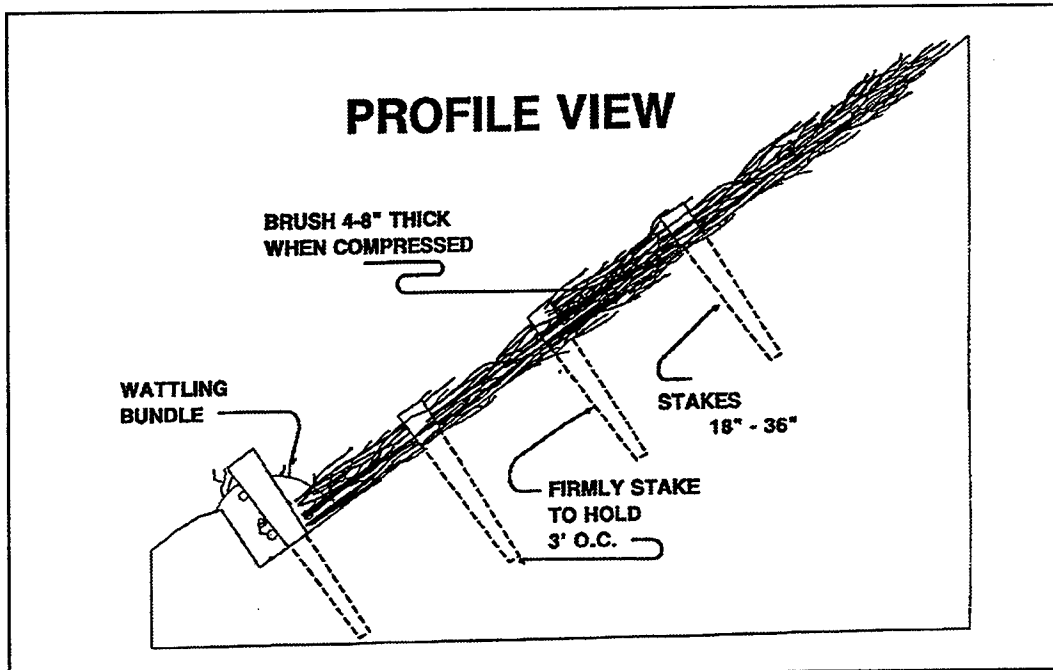 PROFILE VIEW
BRUSH 4-8" THICK
WHEN COMPRESSED
WATTLING
BUNDLE
STAKES
18" - 36"
FIRMLY STAKE
TO HOLD
3' O.C.